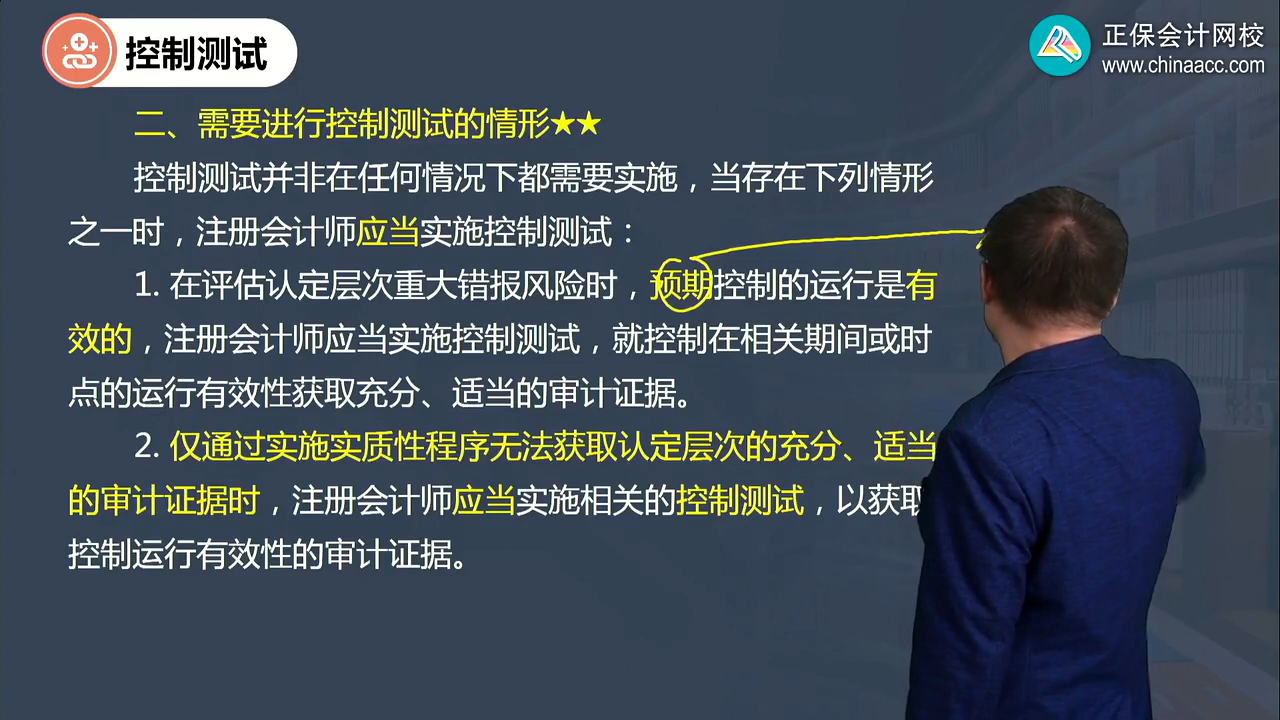 控制测试
正保会计网校
www.chinaacc.com
二、需要进行控制测试的情形★★
控制测试并非在任何情况下都需要实施，当存在下列情形
之一时，注册会计师应当实施控制测试：
1. 在评估认定层次重大错报风险时，预期控制的运行是有
效的，注册会计师应当实施控制测试，就控制在相关期间或时
点的运行有效性获取充分、适当的审计证据。
2. 仅通过实施实质性程序无法获取认定层次的充分、适当
的审计证据时，注册会计师应当实施相关的控制测试，以获取
控制运行有效性的审计证据。